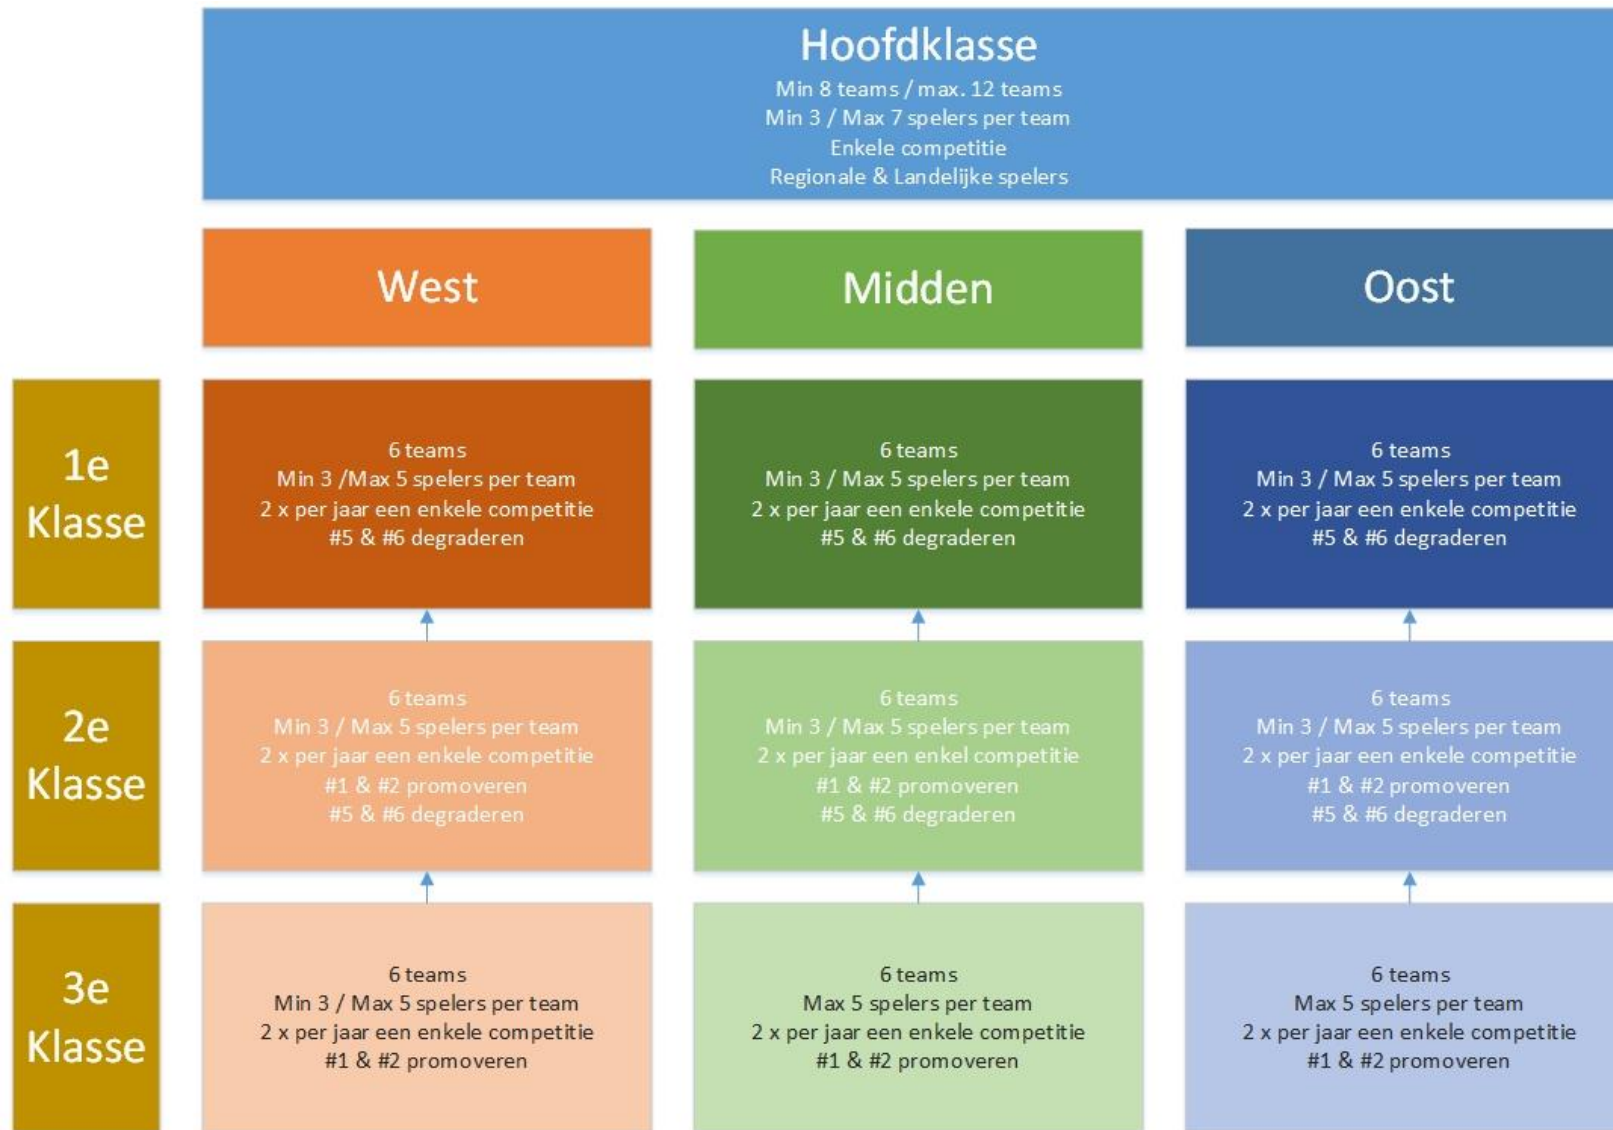 Hoofdklasse
Min 8 teams / max. 12 teams
Min 3 / Max 7 spelers per team
Enkele competitie
Regionale & Landelijke spelers
West
Midden
Oost
1e
Klasse
6 teams
Min 3 /Max 5 spelers per team
2 x per jaar een enkele competitie
#5 & #6 degraderen
6 teams
Min 3 / Max 5 spelers per team
2 x per jaar een enkele competitie
#5 & #6 degraderen
6 teams
Min 3 / Max 5 spelers per team
2 x per jaar een enkele competitie
#5 & #6 degraderen
2e
Klasse
6 teams
Min 3 / Max 5 spelers per team
2 x per jaar een enkele competitie
#1 & #2 promoveren
#5 & #6 degraderen
6 teams
Min 3 / Max 5 spelers per team
2 x per jaar een enkel competitie
#1 & #2 promoveren
#5 & #6 degraderen
6 teams
Min 3 / Max 5 spelers per team
2 x per jaar een enkele competitie
#1 & #2 promoveren
#5 & #6 degraderen
3e
Klasse
6 teams
Min 3 / Max 5 spelers per team
2 x per jaar een enkele competitie
#1 & #2 promoveren
6 teams
Max 5 spelers per team
2 x per jaar een enkele competitie
#1 & #2 promoveren
6 teams
Max 5 spelers per team
2 x per jaar een enkele competitie
#1 & #2 promoveren